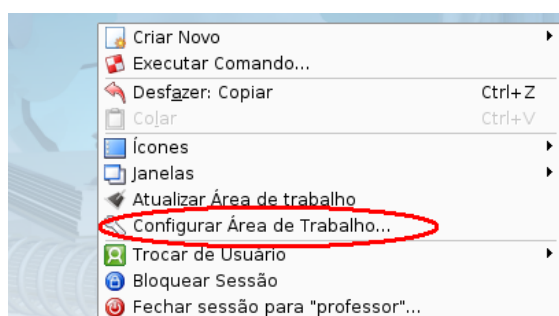 Criar Novo
Executar Comando...
Desfazer: Copiar Ctrl+Z
Colar Ctrl+V
Ícones
Janelas
Atualizar Área de trabalho
Configurar Área de Trabalho...
Trocar de Usuário
Bloquear Sessão
Fechar sessão para "professor"...